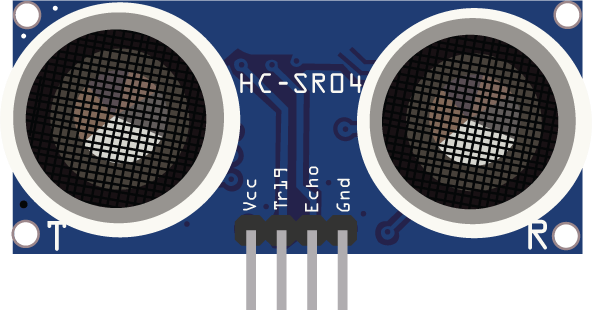 HC-SR04
Vcc
Trig
Echo
Gnd
T
R